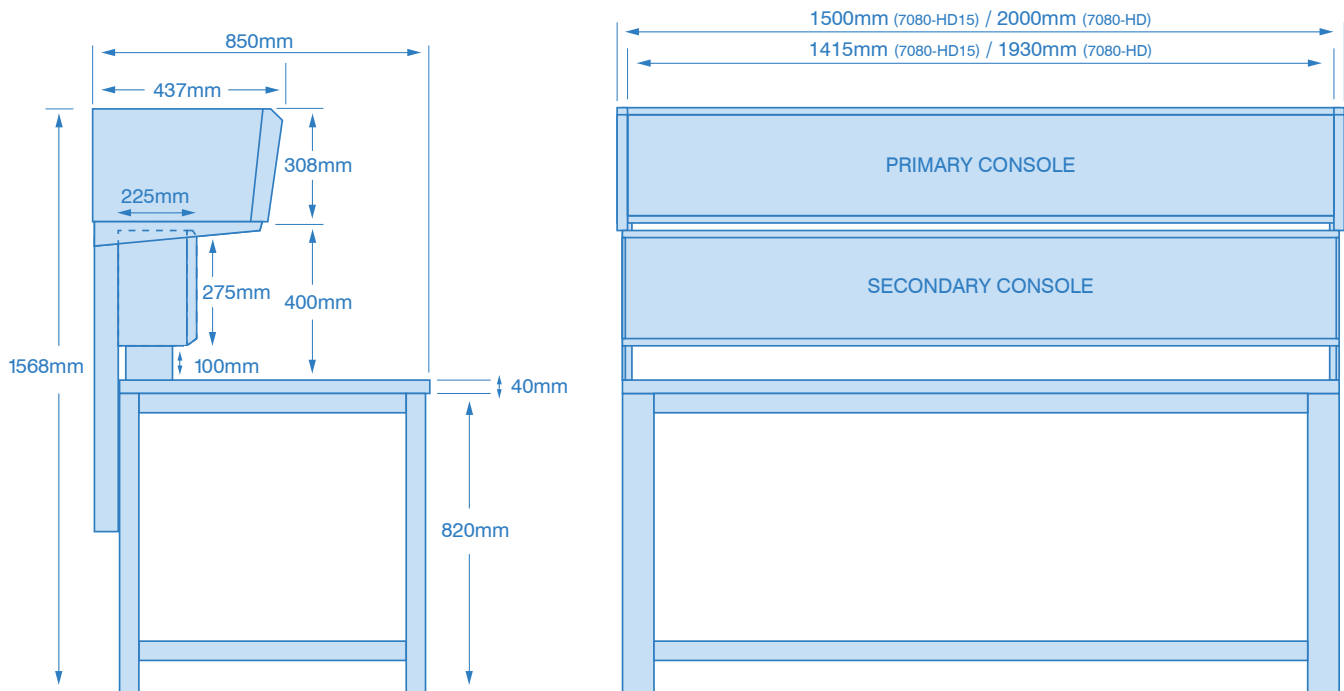 850mm
437mm
308mm
225mm
275mm
400mm
1568mm
100mm
40mm
820mm
1500mm (7080-HD15) / 2000mm (7080-HD)
1415mm (7080-HD15) / 1930mm (7080-HD)
PRIMARY CONSOLE
SECONDARY CONSOLE